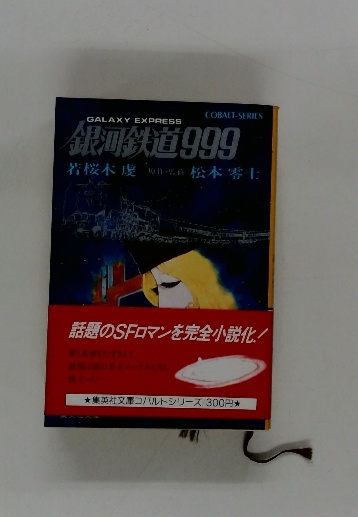 COBALT-SERIES
GALAXY EXPRESS
銀河鉄道999
若桜木 虔 原作・監修 松本 零士
話題のSFロマンを完全小説化!
★集英社文庫コバルトシリーズ 300円★